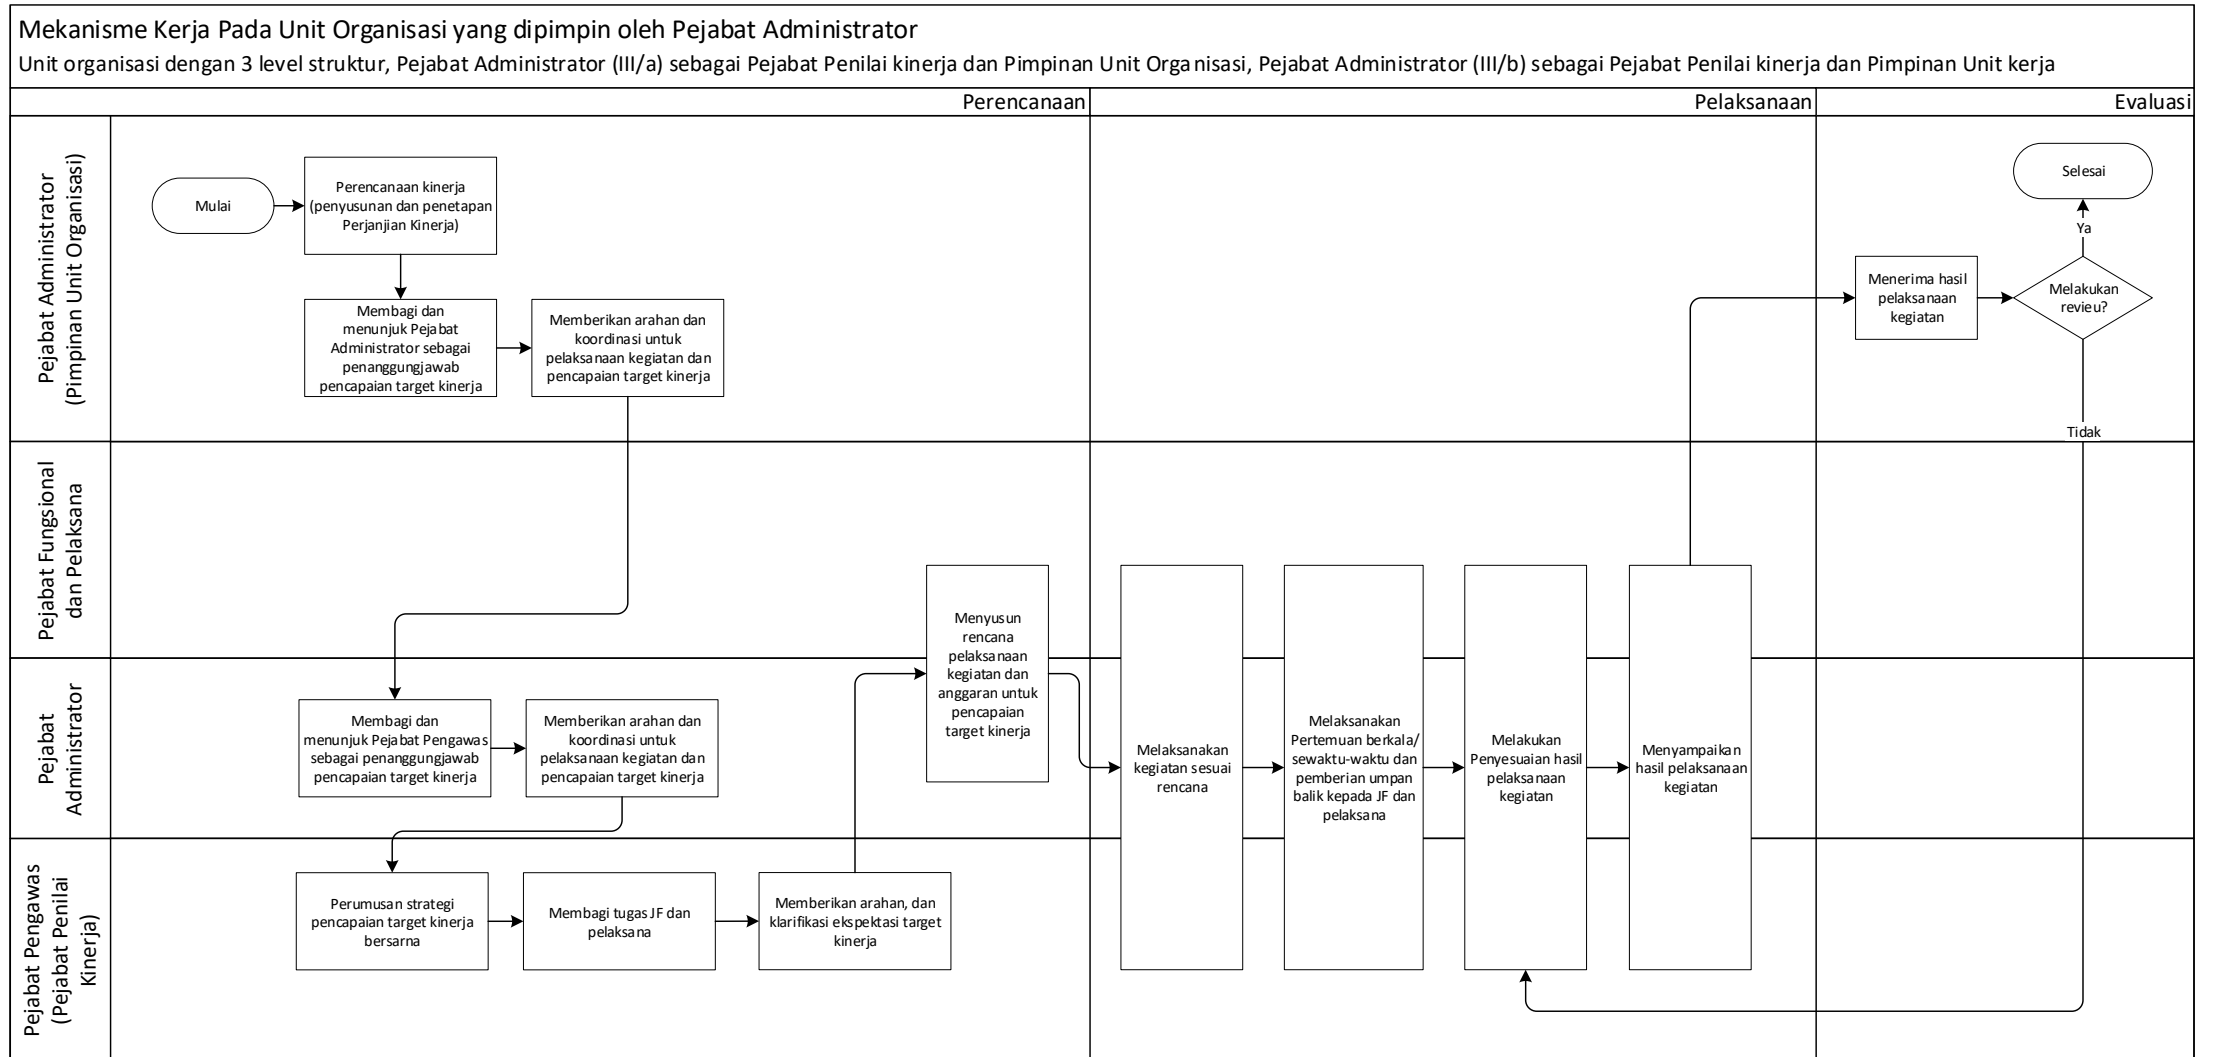 Mekanisme Kerja Pada Unit Organisasi yang dipimpin oleh Pejabat Administrator
Unit organisasi dengan 3 level struktur, Pejabat Administrator (III/a) sebagai Pejabat Penilai kinerja dan Pimpinan Unit Organisasi, Pejabat Administrator (III/b) sebagai Pejabat Penilai kinerja dan Pimpinan Unit kerja
Perencanaan
Pelaksanaan
Evaluasi
Pejabat Administrator
(Pimpinan Unit Organisasi)
Mulai
Perencanaan kinerja
(penyusunan dan penetapan
Perjanjian Kinerja)
Membagi dan
menunjuk Pejabat
Administrator sebagai
penanggungjawab
pencapaian target kinerja
Memberikan arahan dan
koordinasi untuk
pelaksanaan kegiatan dan
pencapaian target kinerja
Menerima hasil
pelaksanaan
kegiatan
Melakukan
revieu?
Ya
Selesai
Tidak
Pejabat Fungsional
dan Pelaksana
Menyusun
rencana
pelaksanaan
kegiatan dan
anggaran untuk
pencapaian
target kinerja
Pejabat
Administrator
Membagi dan
menunjuk Pejabat Pengawas
sebagai penanggungjawab
pencapaian target kinerja
Memberikan arahan dan
koordinasi untuk
pelaksanaan kegiatan dan
pencapaian target kinerja
Melaksanakan
kegiatan sesuai
rencana
Melaksanakan
Pertemuan berkala/
sewaktu-waktu dan
pemberian umpan
balik kepada JF dan
pelaksana
Melakukan
Penyesuaian hasil
pelaksanaan
kegiatan
Menyampaikan
hasil pelaksanaan
kegiatan
Pejabat Pengawas
(Pejabat Penilai
Kinerja)
Perumusan strategi
pencapaian target kinerja
bersarna
Membagi tugas JF dan
pelaksana
Memberikan arahan, dan
klarifikasi ekspektasi target
kinerja